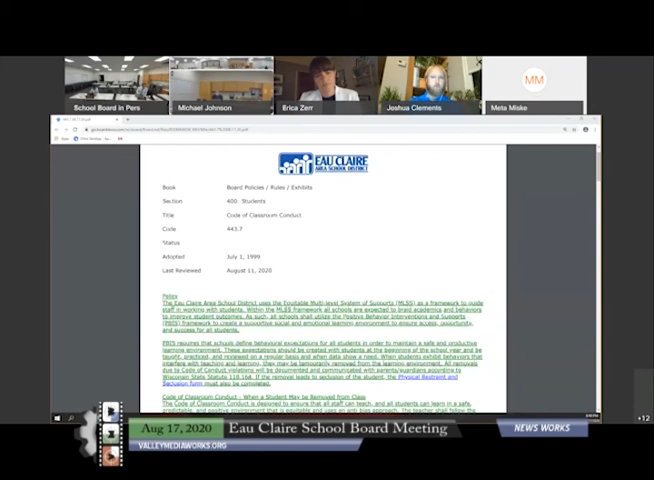 MM
School Board in Pers
Michael Johnson
Erica Zerr
Joshua Clements
Meta Miske
EAU CLAIRE
AREA SCHOOL DISTRICT
Book Board Policies / Rules / Exhibits
Section 400 Students
Title Code of Classroom Conduct
Code 443.7
Status
Adopted July 1, 1999
Last Reviewed August 11, 2020
Policy
The Eau Claire Area School District uses the Equitable Multi-level System of Supports (MLSS) as a framework to guide
staff in working with students. Within the MLSS framework all schools are expected to braid academics and behaviors
to improve student outcomes. As such, all schools shall utilize the Positive Behavior Interventions and Supports
(PBIS) framework to create a supportive social and emotional learning environment to ensure access, opportunity,
and success for all students.
PBIS requires that schools define behavioral expectations for all students in order to maintain a safe and productive
learning environment. These expectations should be created with students at the beginning of the school year and be
taught, practiced, and reviewed on a regular basis and when data show a need. When students exhibit behaviors that
interfere with teaching and learning, they may be temporarily removed from the learning environment. All removals
due to Code of Conduct violations will be documented and communicated with parents/guardians according to
Wisconsin State Statute 118.164. If the removal leads to seclusion of the student, the Physical Restraint and
Seclusion form must also be completed.
Code of Classroom Conduct - When a Student May be Removed from Class
The Code of Classroom Conduct is designed to ensure that all staff can teach, and all students can learn in a safe,
predictable, and positive environment that is equitable and uses an anti-bias approach. The teacher shall follow the
+12
Aug 17, 2020 Eau Claire School Board Meeting NEWS WORKS
VALLEYMEDIAWORKS.ORG